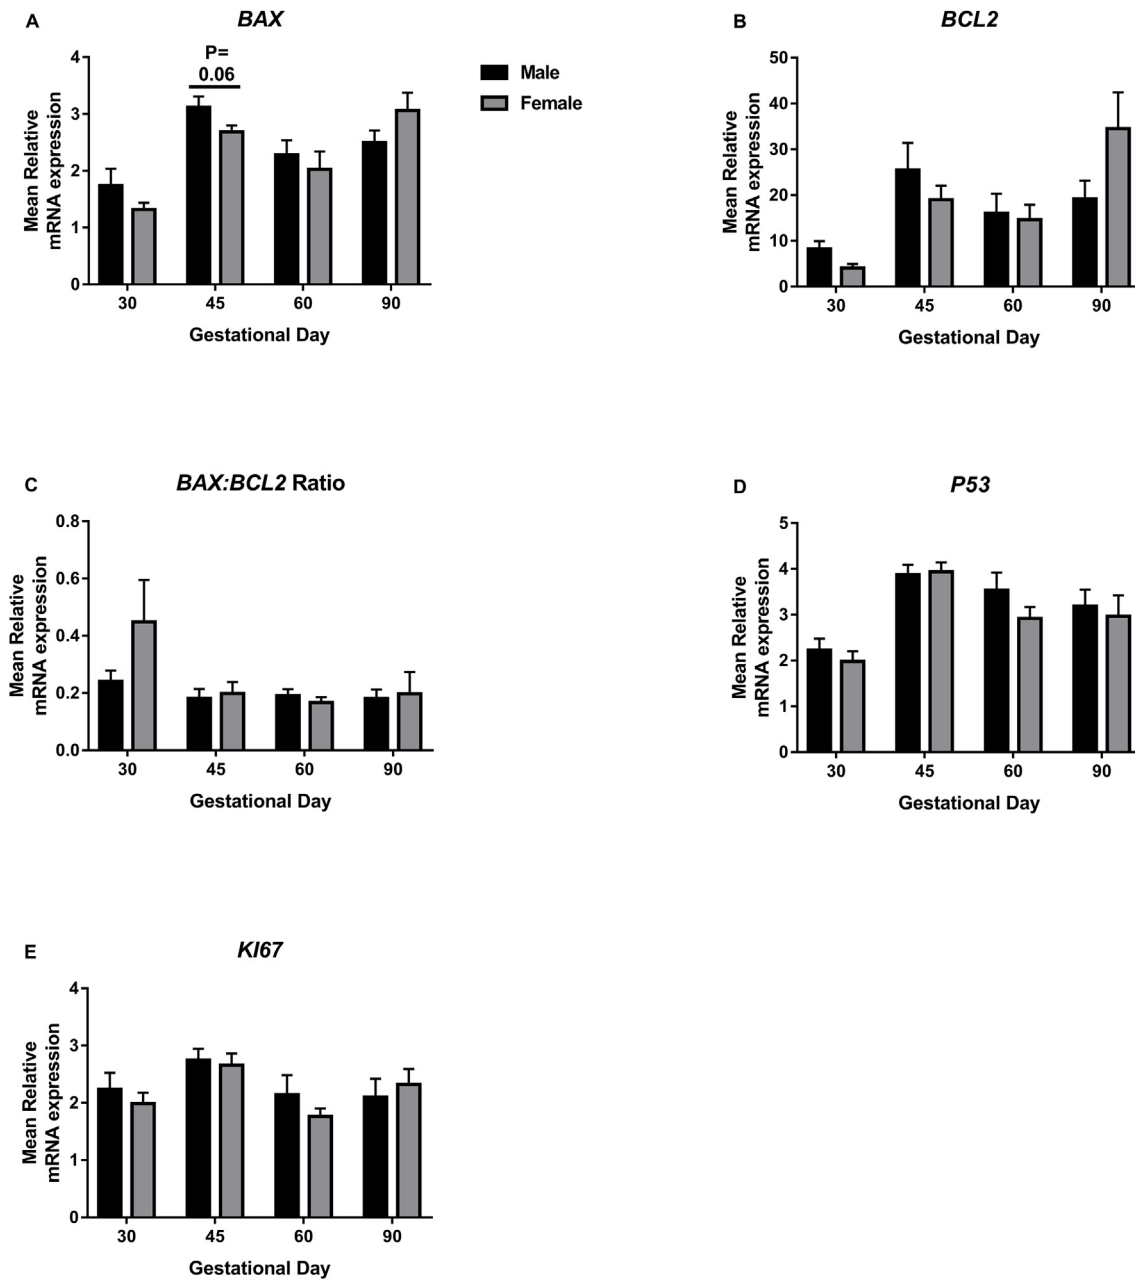 A
BAX
P=
0.06
Mean Relative
mRNA expression
4
3
2
1
0
30 45 60 90
Gestational Day
Male
Female
B
BCL2
Mean Relative
mRNA expression
50
40
30
20
10
0
30 45 60 90
Gestational Day
C
BAX:BCL2 Ratio
Mean Relative
mRNA expression
0.8
0.6
0.4
0.2
0.0
30 45 60 90
Gestational Day
D
P53
Mean Relative
mRNA expression
5
4
3
2
1
0
30 45 60 90
Gestational Day
E
KI67
Mean Relative
mRNA expression
4
3
2
1
0
30 45 60 90
Gestational Day